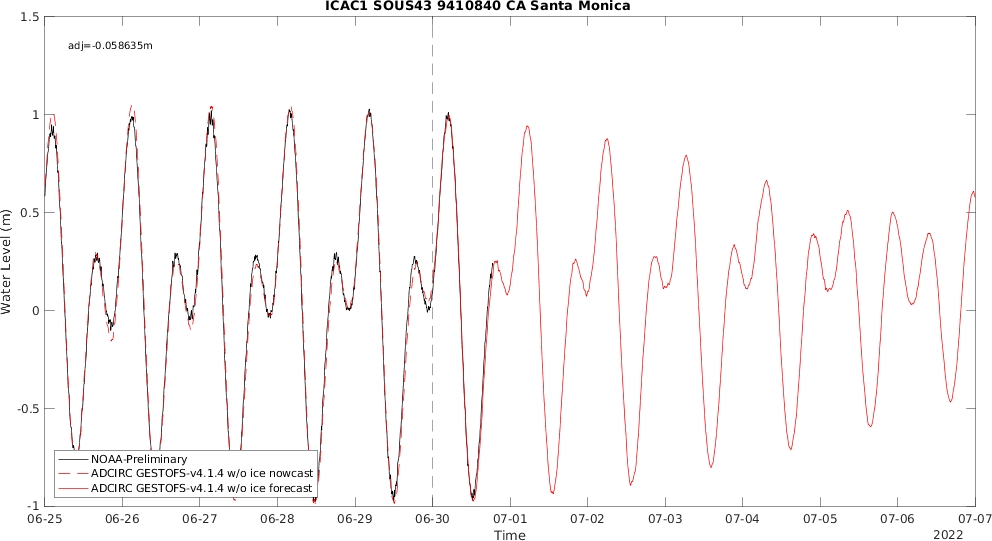 ICAC1 SOUS43 9410840 CA Santa Monica
1.5
adj=-0.058635m
1
0.5
0
-0.5
-1
Water Level (m)
NOAA-Preliminary
ADCIRC GESTOFS-v4.1.4 w/o ice nowcast
ADCIRC GESTOFS-v4.1.4 w/o ice forecast
06-25 06-26 06-27 06-28 06-29 06-30 07-01 07-02 07-03 07-04 07-05 07-06 07-07
Time
2022